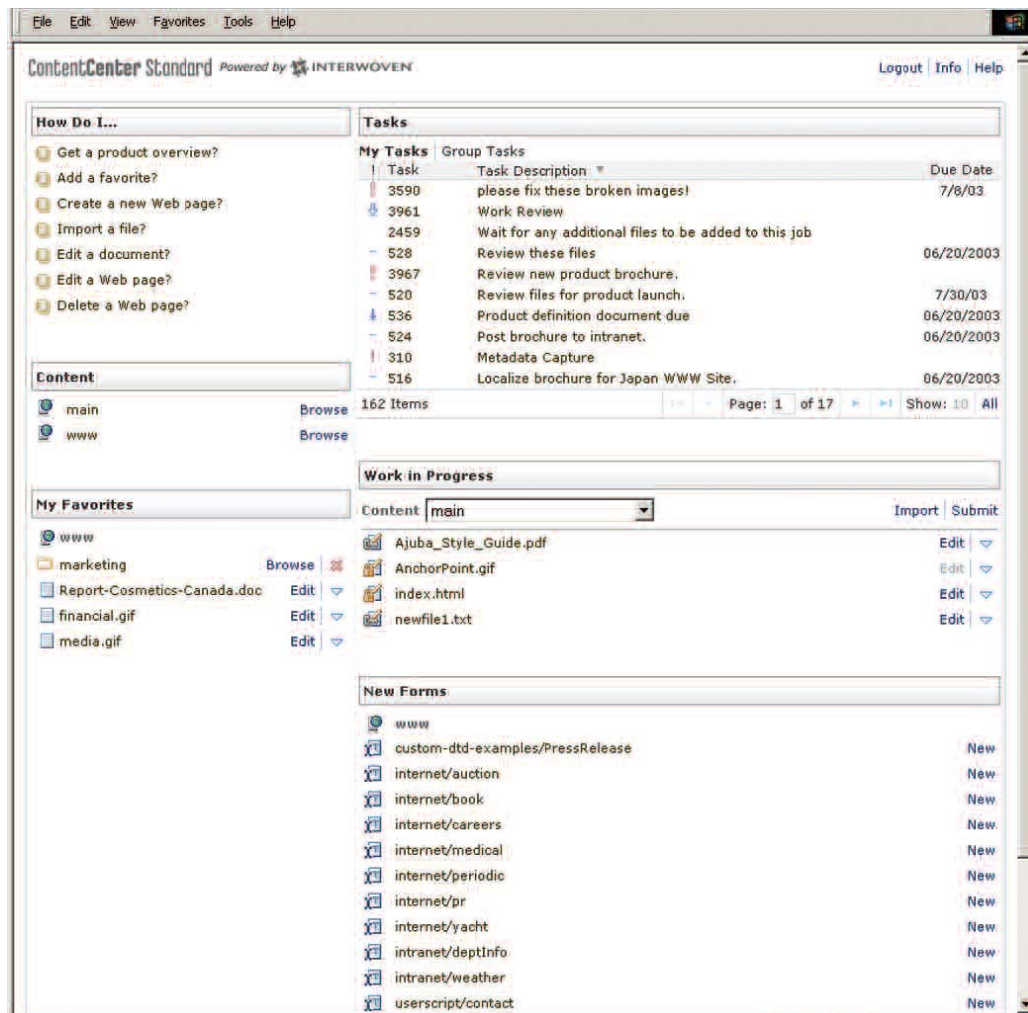 File Edit View Favorites Tools Help
ContentCenter Standard Powered by INTERWOVEN
Logout Info Help
How Do I...
Get a product overview?
Add a favorite?
Create a new Web page?
Import a file?
Edit a document?
Edit a Web page?
Delete a Web page?
Content
main Browse
www Browse
My Favorites
www
marketing Browse
Report-Cosmetics-Canada.doc Edit
financial.gif Edit
media.gif Edit
Tasks
My Tasks Group Tasks
! Task Task Description Due Date
! 3590 please fix these broken images! 7/8/03
3961 Work Review
2459 Wait for any additional files to be added to this job
528 Review these files 06/20/2003
! 3967 Review new product brochure.
520 Review files for product launch. 7/30/03
536 Product definition document due 06/20/2003
524 Post brochure to intranet. 06/20/2003
! 310 Metadata Capture
516 Localize brochure for Japan WWW Site. 06/20/2003
162 Items Page: 1 of 17 Show: 10 All
Work in Progress
Content main Import Submit
Ajuba_Style_Guide.pdf Edit
AnchorPoint.gif Edit
index.html Edit
newfile1.txt Edit
New Forms
www
custom-dtd-examples/PressRelease New
internet/auction New
internet/book New
internet/careers New
internet/medical New
internet/periodic New
internet/pr New
internet/yacht New
intranet/deptInfo New
intranet/weather New
userscript/contact New